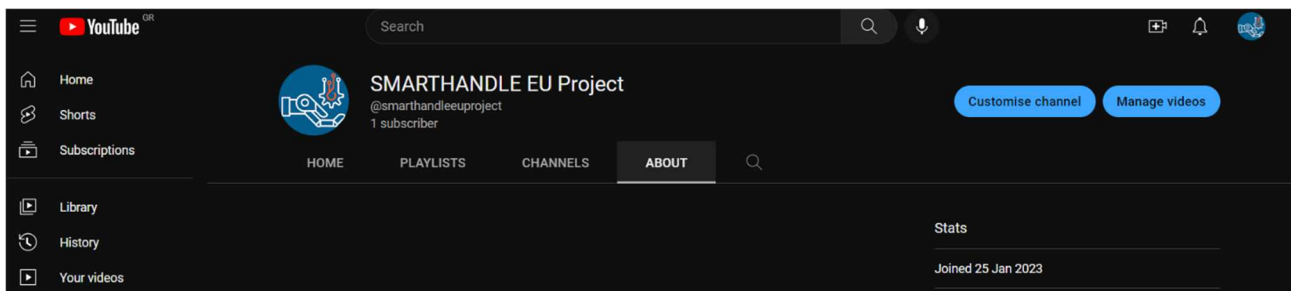 YouTube GR
Search
Home
Shorts
Subscriptions
Library
History
Your videos
SMARTHANDLE EU Project
@smarthandleeuproject
1 subscriber
Customise channel
Manage videos
HOME PLAYLISTS CHANNELS ABOUT
Stats
Joined 25 Jan 2023